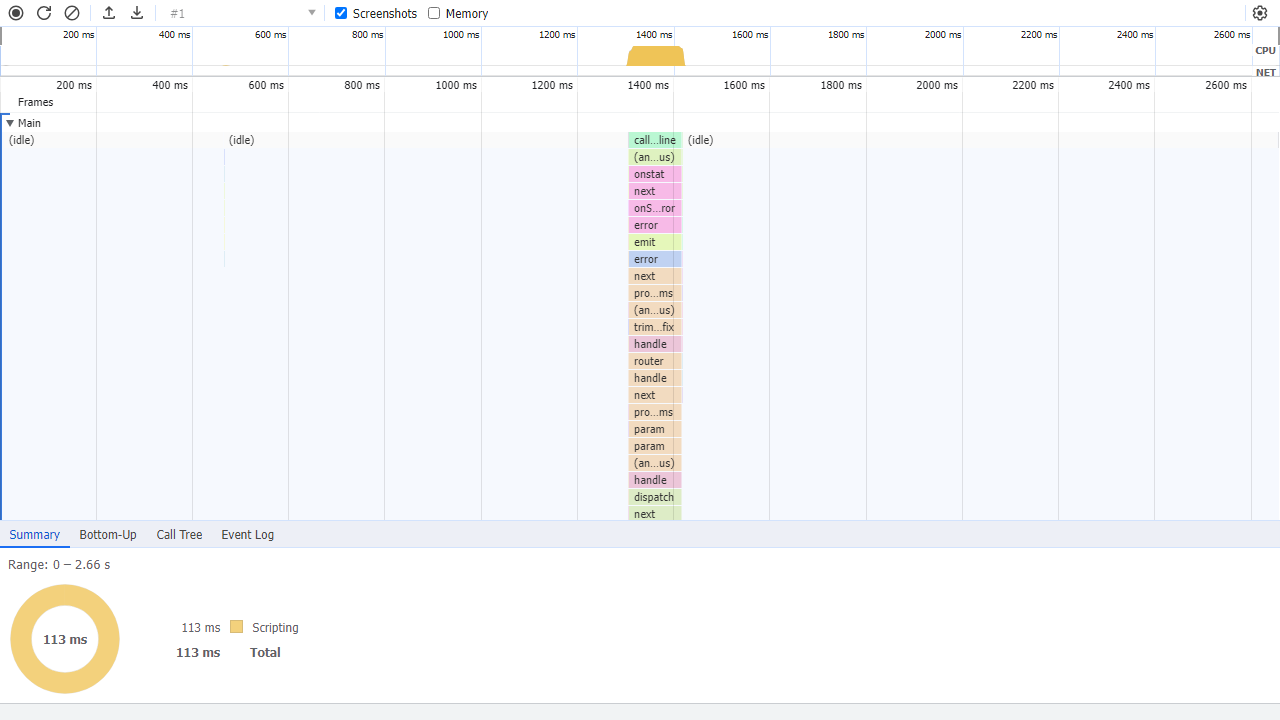 #1 Screenshots Memory
200 ms 400 ms 600 ms 800 ms 1000 ms 1200 ms 1400 ms 1600 ms 1800 ms 2000 ms 2200 ms 2400 ms 2600 ms
CPU
NET
200 ms 400 ms 600 ms 800 ms 1000 ms 1200 ms 1400 ms 1600 ms 1800 ms 2000 ms 2200 ms 2400 ms 2600 ms
Frames
Main
(idle) (idle) call...line (idle)
(an...us)
onstat
next
onS...ror
error
emit
error
next
pro...ms
(an...us)
trim...fix
handle
router
handle
next
pro...ms
param
param
(an...us)
handle
dispatch
next
Summary Bottom-Up Call Tree Event Log
Range: 0 – 2.66 s
113 ms
113 ms Scripting
113 ms Total